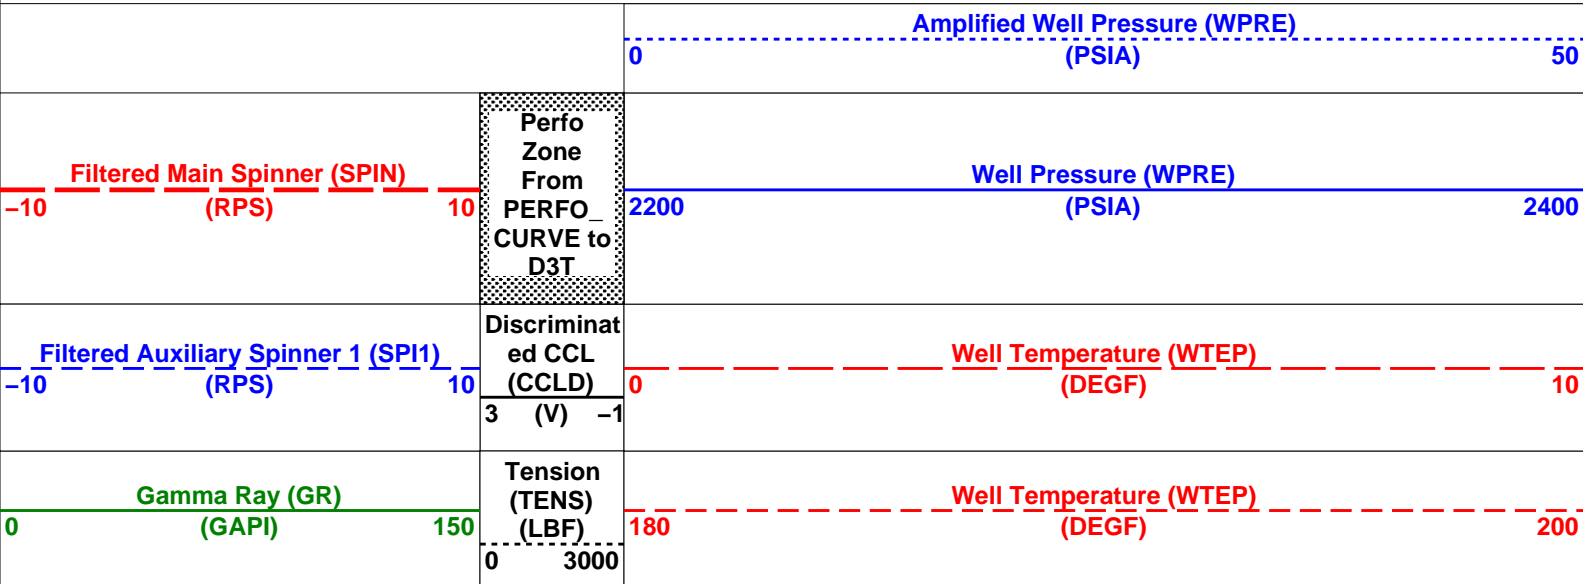 Amplified Well Pressure (WPRE)
0 (PSIA) 50
Filtered Main Spinner (SPIN)
−10 (RPS) 10
Perfo
Zone
From
PERFO_
CURVE to
D3T
Well Pressure (WPRE)
2200 (PSIA) 2400
Filtered Auxiliary Spinner 1 (SPI1)
−10 (RPS) 10
Discriminat
ed CCL
(CCLD)
3 (V) −1
Well Temperature (WTEP)
0 (DEGF) 10
Gamma Ray (GR)
0 (GAPI) 150
Tension
(TENS)
(LBF)
0 3000
Well Temperature (WTEP)
180 (DEGF) 200